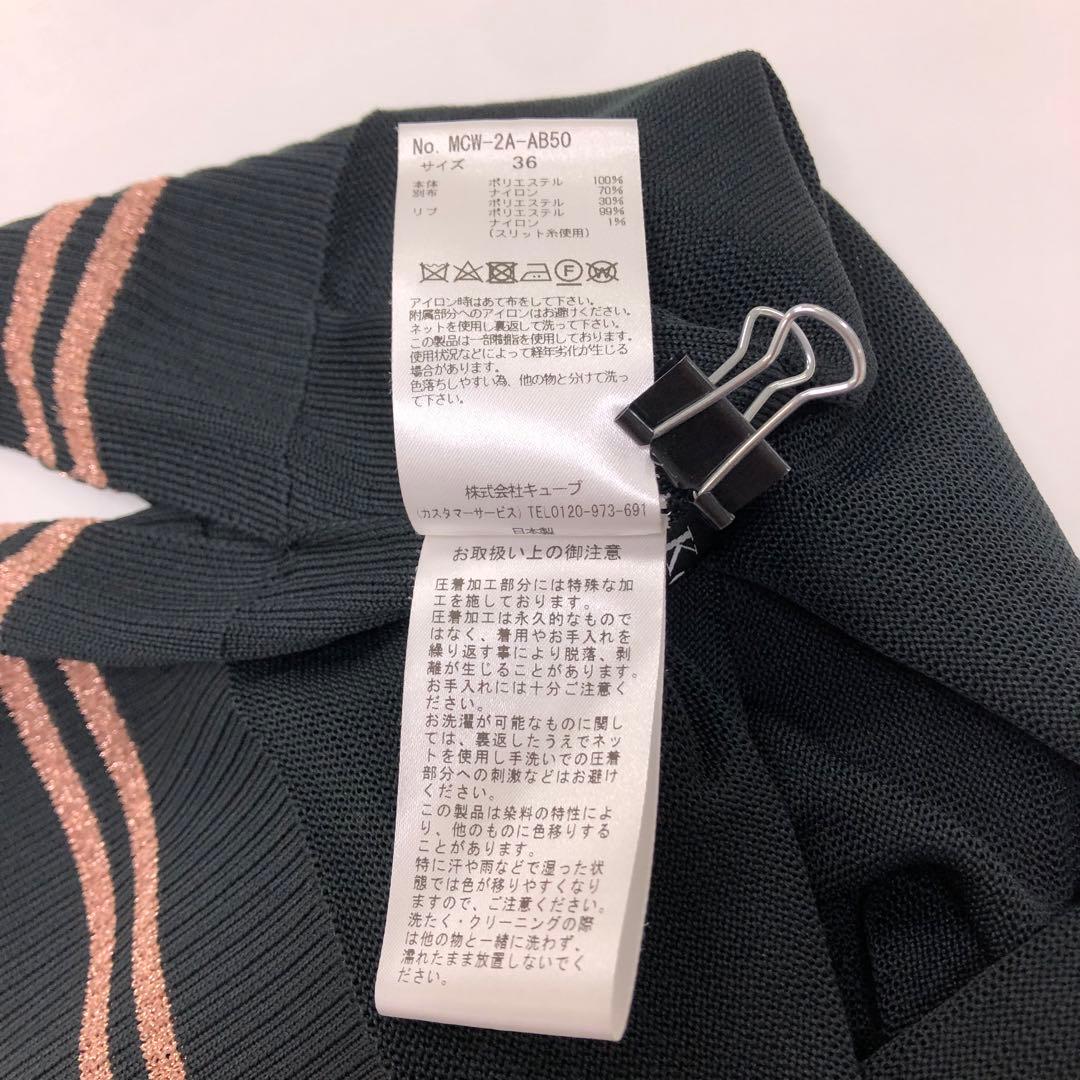 No. MCW-2A-AB50
サイズ 36
本体 ポリエステル 100%
別布 ナイロン 70%
ポリエステル 30%
リブ ポリエステル 99%
ナイロン 1%
(スリット糸使用)
F W
アイロン時はあて布をして下さい。
附属部分へのアイロンはお避けください。
ネットを使用し裏返して洗って下さい。
この製品は一部樹脂を使用しております。
使用状況などによって経年劣化が生じる
場合があります。
色落ちしやすい為、他の物と分けて洗っ
て下さい。
株式会社キューブ
(カスタマーサービス) TEL0120-973-691
日本製
K
お取扱い上の御注意
圧着加工部分には特殊な加
工を施しております。
圧着加工は永久的なもので
はなく、着用やお手入れを
繰り返す事により脱落、剥
離が生じることがあります。
お手入れには十分ご注意く
ださい。
お洗濯が可能なものに関し
ては、裏返したうえでネッ
トを使用し手洗いでの圧着
部分への刺激などはお避け
ください。
この製品は染料の特性によ
り、他のものに色移りする
ことがあります。
特に汗や雨などで湿った状
態では色が移りやすくなり
ますので、ご注意ください。
洗たく・クリーニングの際
は他の物と一緒に洗わず、
濡れたまま放置しないでく
ださい。